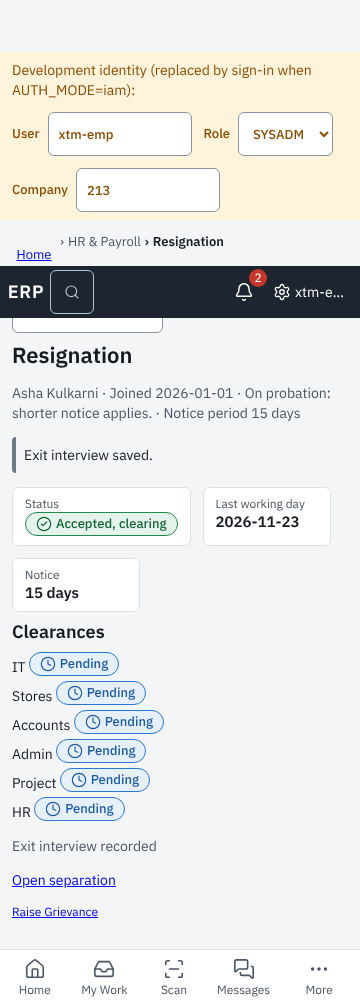 Development identity (replaced by sign-in when
AUTH_MODE=iam):
User xtm-emp Role SYSADM
Company 213
› HR & Payroll › Resignation
Home
ERP 2 xtm-e...
Resignation
Asha Kulkarni · Joined 2026-01-01 · On probation:
shorter notice applies. · Notice period 15 days
Exit interview saved.
Status Last working day
Accepted, clearing 2026-11-23
Notice
15 days
Clearances
IT Pending
Stores Pending
Accounts Pending
Admin Pending
Project Pending
HR Pending
Exit interview recorded
Open separation
Raise Grievance
Home My Work Scan Messages More